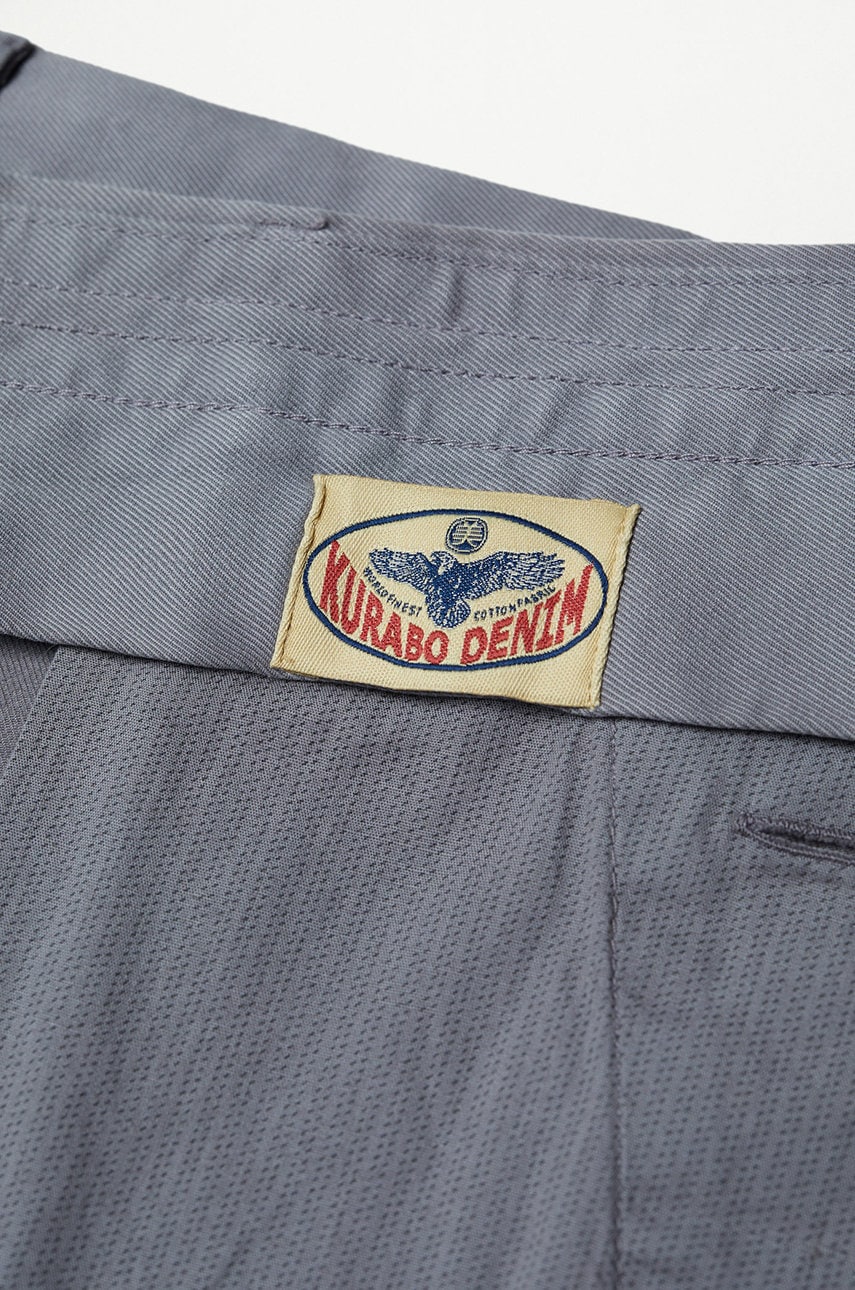 美
WORLD FINEST COTTON FABRIC
KURABO DENIM